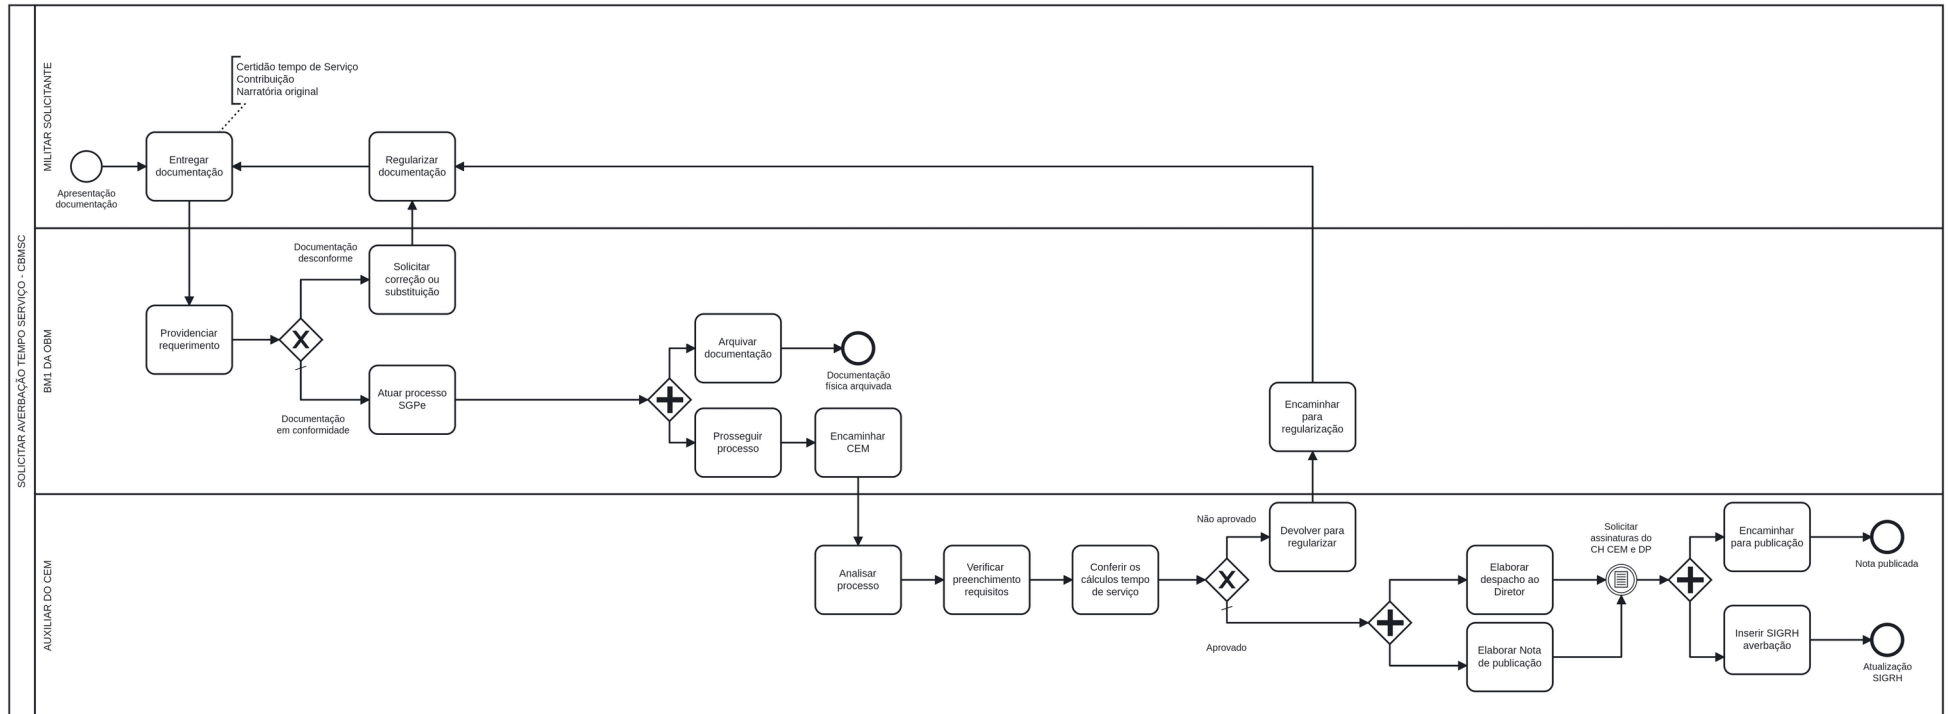 SOLICITAR AVERBAÇÃO TEMPO SERVIÇO - CBMSC
MILITAR SOLICITANTE
Certidão tempo de Serviço
Contribuição
Narratória original
Apresentação
documentação
Entregar
documentação
Regularizar
documentação
BM1 DA OBM
Providenciar
requerimento
Documentação
desconforme
Solicitar
correção ou
substituição
Documentação
em conformidade
Atuar processo
SGPe
Arquivar
documentação
Documentação
física arquivada
Prosseguir
processo
Encaminhar
CEM
Encaminhar
para
regularização
AUXILIAR DO CEM
Analisar
processo
Verificar
preenchimento
requisitos
Conferir os
cálculos tempo
de serviço
Não aprovado
Devolver para
regularizar
Aprovado
Elaborar
despacho ao
Diretor
Elaborar Nota
de publicação
Solicitar
assinaturas do
CH CEM e DP
Encaminhar
para publicação
Nota publicada
Inserir SIGRH
averbação
Atualização
SIGRH